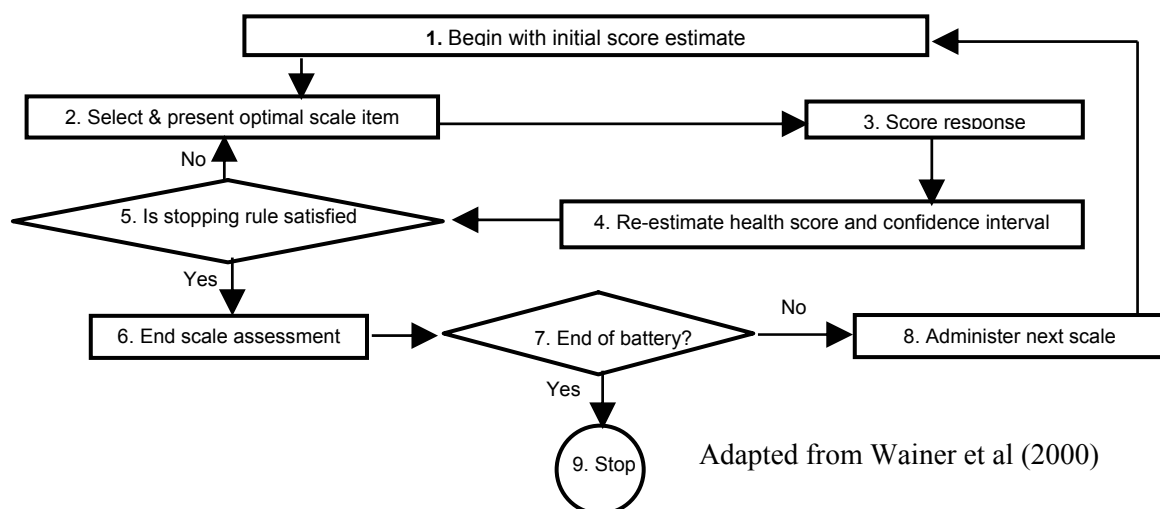 1. Begin with initial score estimate
2. Select & present optimal scale item
3. Score response
No
5. Is stopping rule satisfied
4. Re-estimate health score and confidence interval
Yes
No
6. End scale assessment
7. End of battery?
8. Administer next scale
Yes
9. Stop
Adapted from Wainer et al (2000)